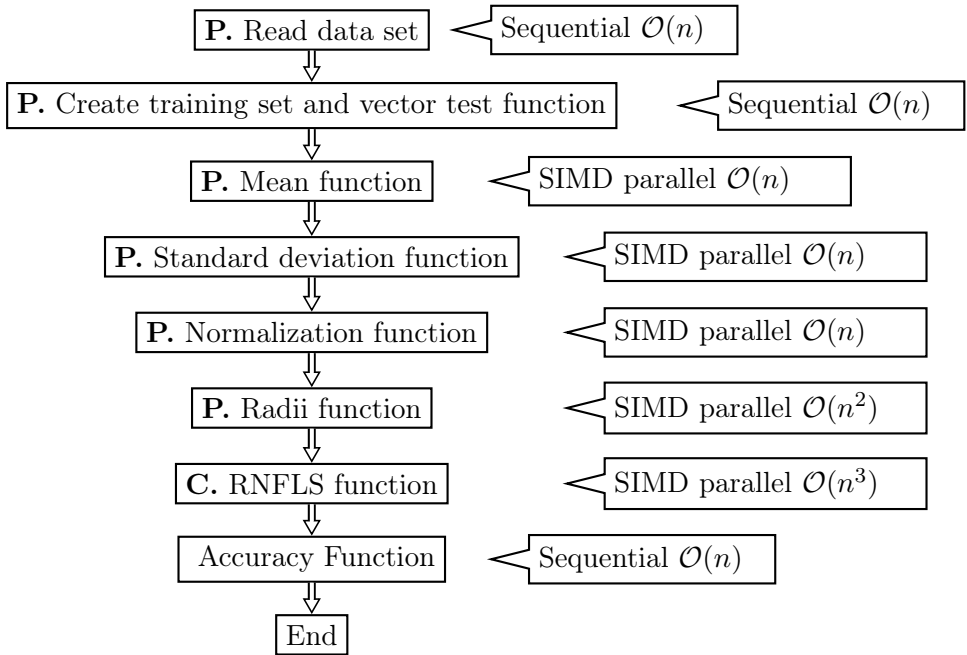 P. Read data set
Sequential 𝒪(n)
P. Create training set and vector test function
Sequential 𝒪(n)
P. Mean function
SIMD parallel 𝒪(n)
P. Standard deviation function
SIMD parallel 𝒪(n)
P. Normalization function
SIMD parallel 𝒪(n)
P. Radii function
SIMD parallel 𝒪(n²)
C. RNFLS function
SIMD parallel 𝒪(n³)
Accuracy Function
Sequential 𝒪(n)
End